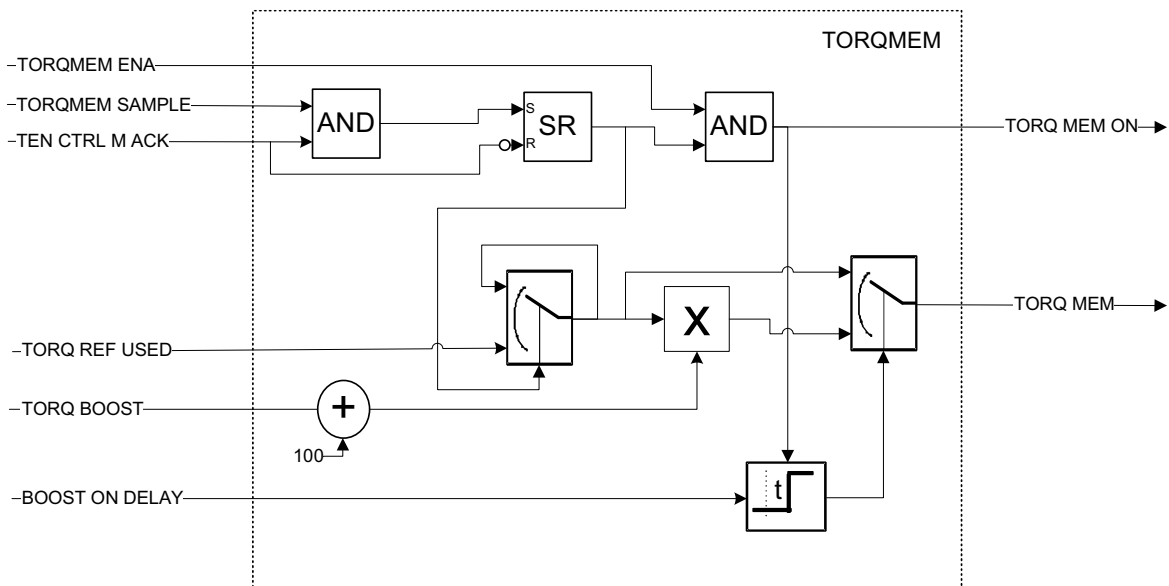 TORQMEM
TORQMEM ENA
TORQMEM SAMPLE
TEN CTRL M ACK
AND
S
R
SR
AND
TORQ MEM ON
X
TORQ MEM
TORQ REF USED
TORQ BOOST
+
100
t
BOOST ON DELAY